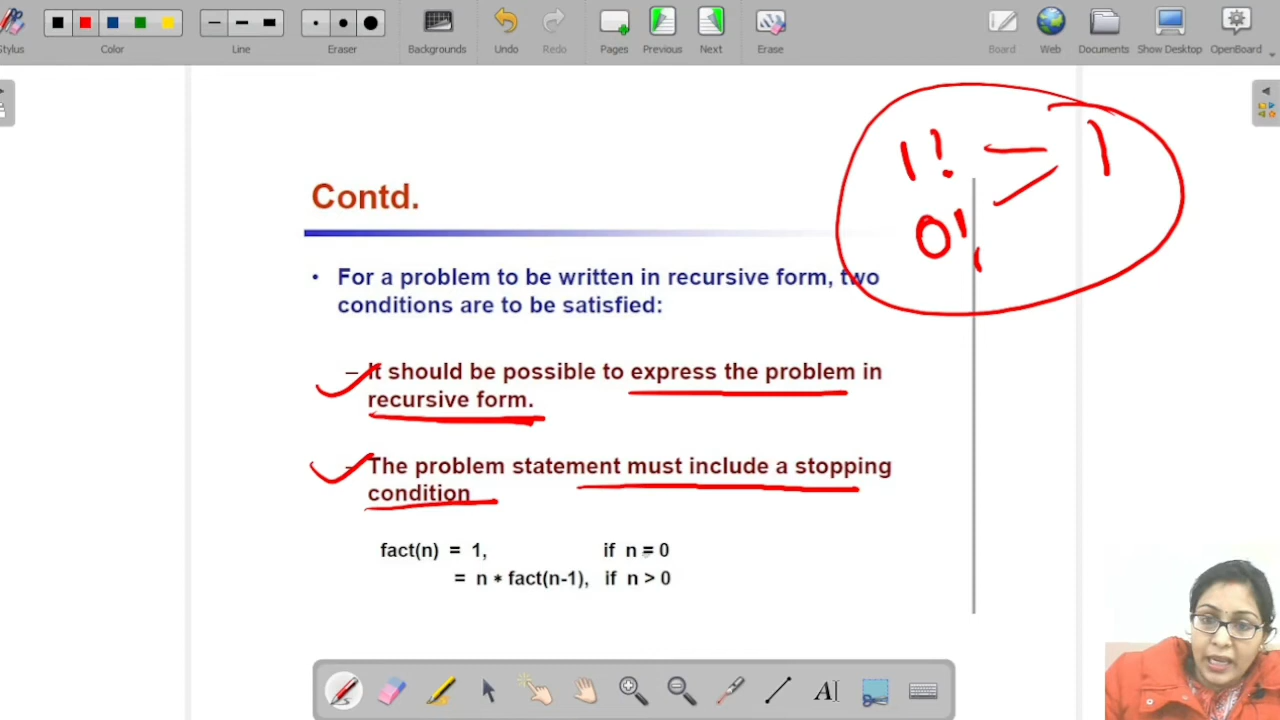 Stylus
Color
Line
Eraser
Backgrounds
Undo
Redo
Pages
Previous
Next
Erase
Board
Web
Documents
Show Desktop
OpenBoard
1! — 1
0!
Contd.
• For a problem to be written in recursive form, two
conditions are to be satisfied:
– It should be possible to express the problem in
recursive form.
– The problem statement must include a stopping
condition
fact(n) = 1, if n = 0
= n * fact(n-1), if n > 0